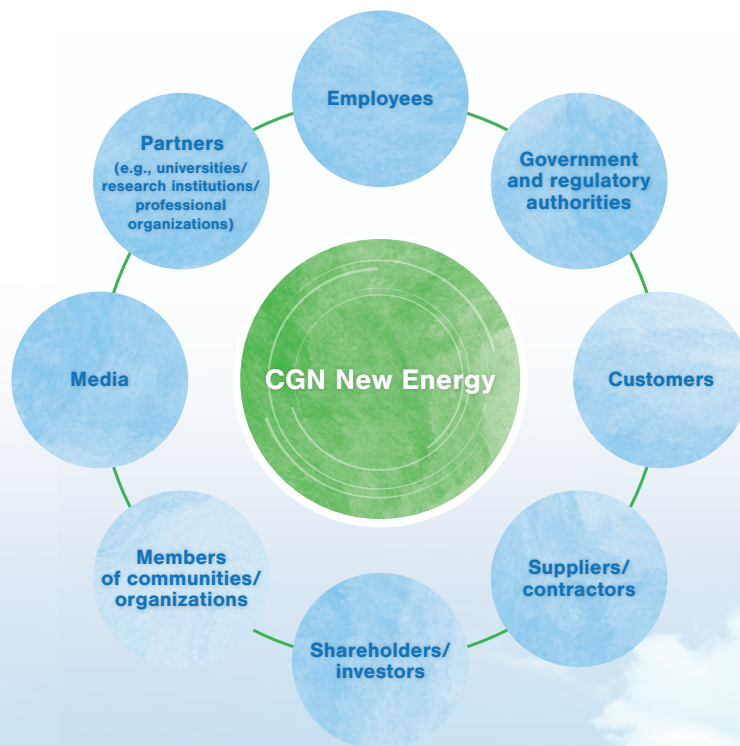 Employees
Partners
(e.g., universities/
research institutions/
professional
organizations)
Government
and regulatory
authorities
Media
CGN New Energy
Customers
Members
of communities/
organizations
Suppliers/
contractors
Shareholders/
investors